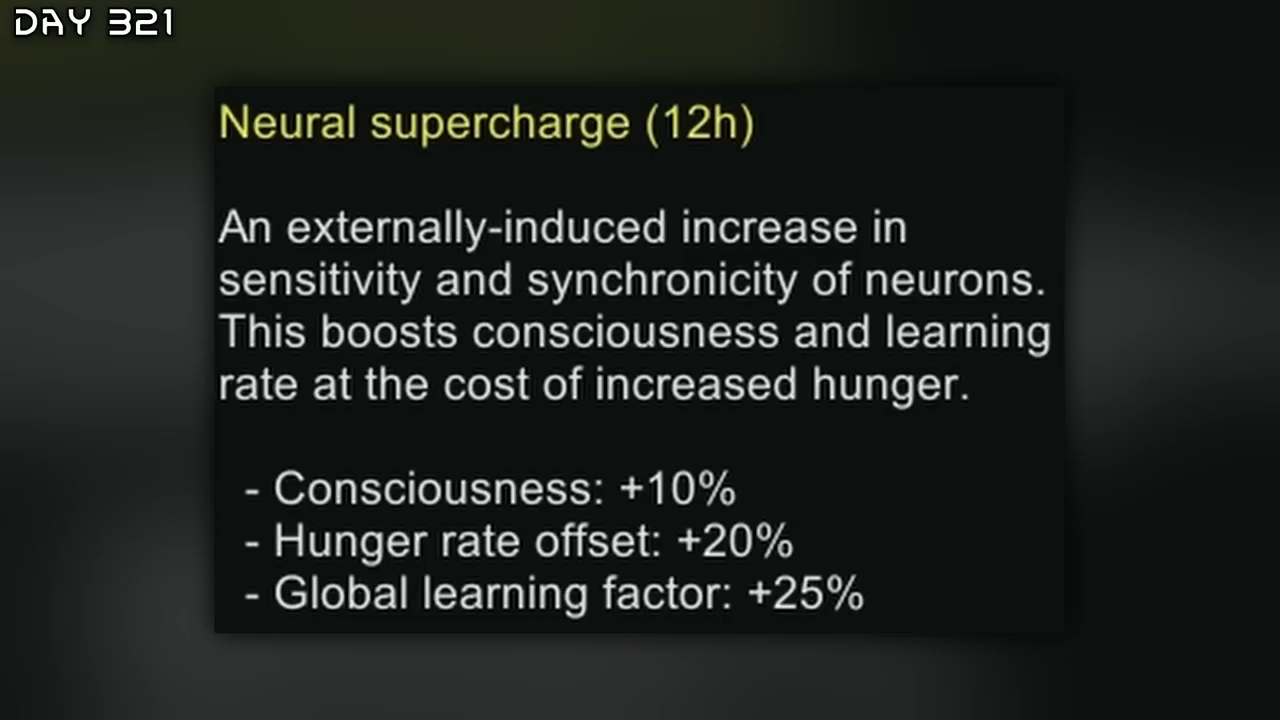 DAY 321
Neural supercharge (12h)
An externally-induced increase in
sensitivity and synchronicity of neurons.
This boosts consciousness and learning
rate at the cost of increased hunger.
- Consciousness: +10%
- Hunger rate offset: +20%
- Global learning factor: +25%